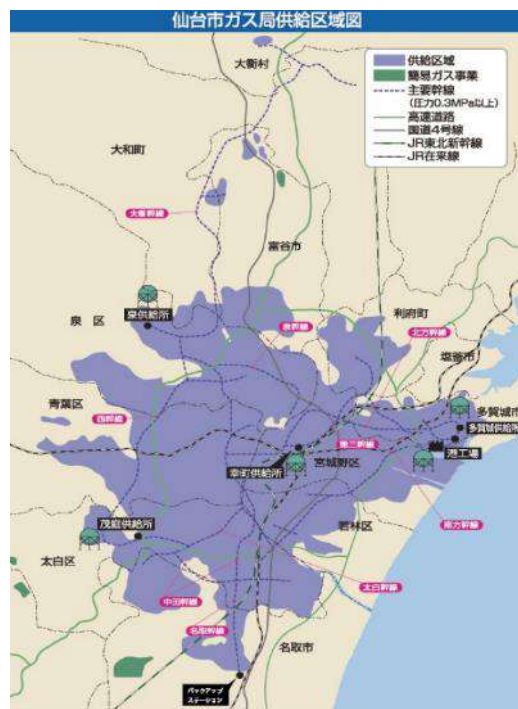 仙台市ガス局供給区域図
供給区域
簡易ガス事業
主要幹線
(圧力0.3MPa以上)
高速道路
国道4号線
JR東北新幹線
JR在来線
大衡村
大和町
大衡幹線
富谷市
泉供給所
泉 区
利府町
北方幹線
泉幹線
塩釜市
青葉区
四幹線
多賀城市
多賀城供給所
港工場
港二幹線
幸町供給所
宮城野区
茂庭供給所
若林区
南方幹線
太白区
太白幹線
中田幹線
名取幹線
名取市
バックアップ
ステーション